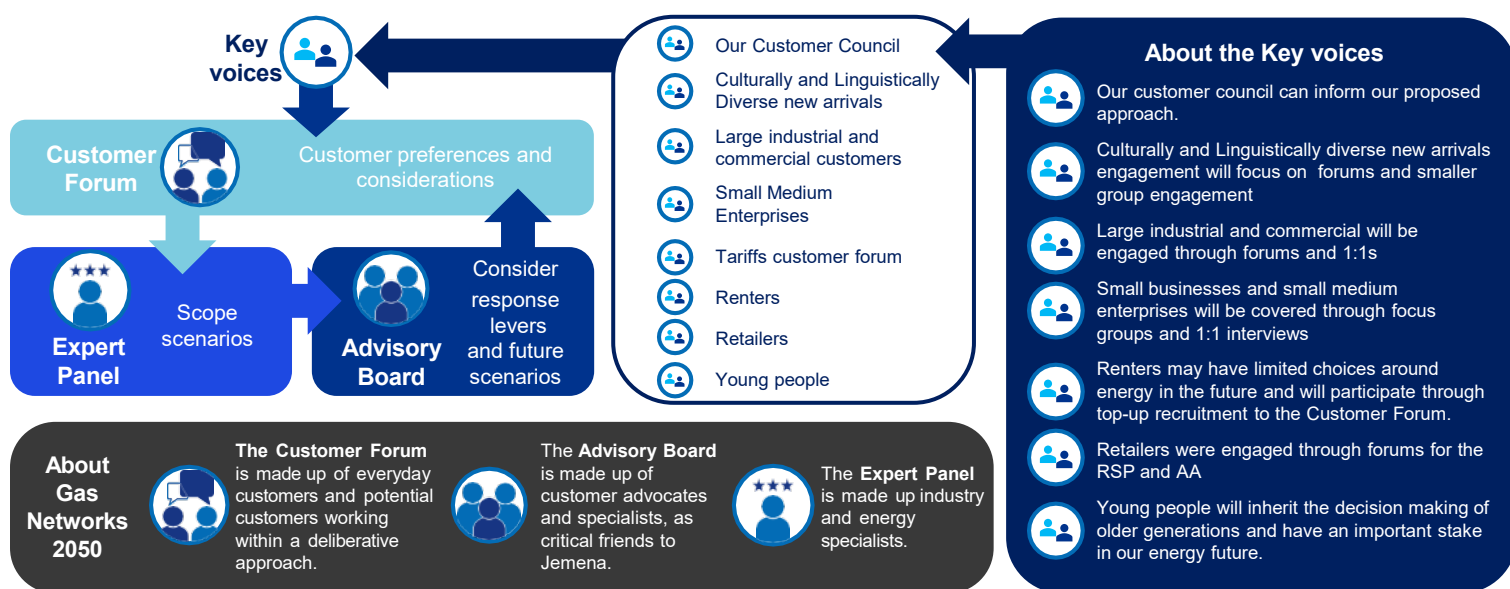 Key
voices
Customer
Forum
Customer preferences and
considerations
Expert
Panel
Scope
scenarios
Advisory
Board
Consider
response
levers
and future
scenarios
Our Customer Council
Culturally and Linguistically
Diverse new arrivals
Large industrial and
commercial customers
Small Medium
Enterprises
Tariffs customer forum
Renters
Retailers
Young people
About the Key voices
Our customer council can inform our proposed
approach.
Culturally and Linguistically diverse new arrivals
engagement will focus on forums and smaller
group engagement
Large industrial and commercial will be
engaged through forums and 1:1s
Small businesses and small medium
enterprises will be covered through focus
groups and 1:1 interviews
Renters may have limited choices around
energy in the future and will participate through
top-up recruitment to the Customer Forum.
Retailers were engaged through forums for the
RSP and AA
Young people will inherit the decision making of
older generations and have an important stake
in our energy future.
About
Gas
Networks
2050
The Customer Forum
is made up of everyday
customers and potential
customers working
within a deliberative
approach.
The Advisory Board
is made up of
customer advocates
and specialists, as
critical friends to
Jemena.
The Expert Panel
is made up industry
and energy
specialists.